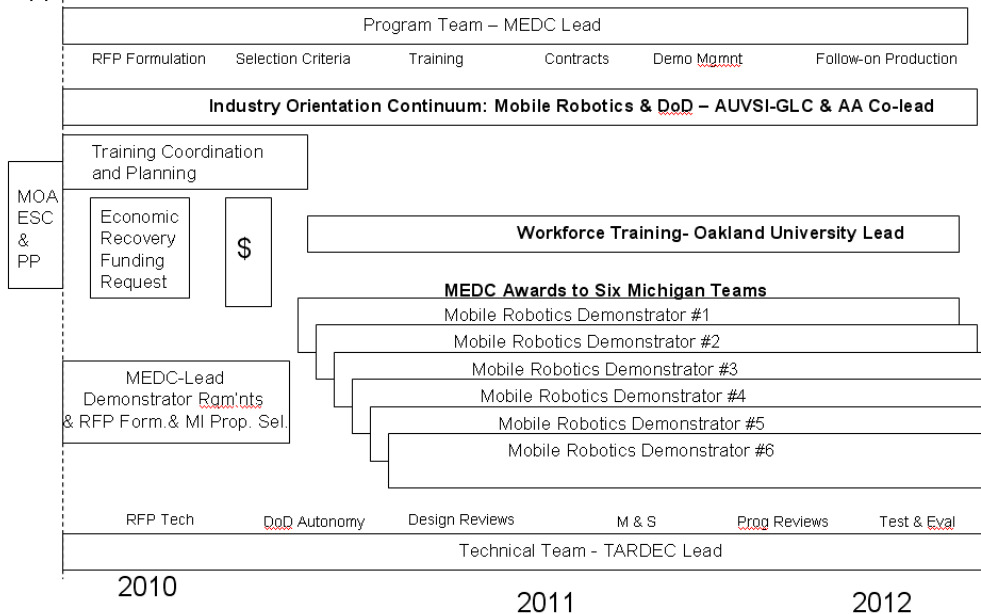 Program Team – MEDC Lead
RFP Formulation Selection Criteria Training Contracts Demo Mgmnt Follow-on Production
Industry Orientation Continuum: Mobile Robotics & DoD – AUVSI-GLC & AA Co-lead
Training Coordination
and Planning
MOA
ESC
&
PP
Economic
Recovery
Funding
Request
$
Workforce Training- Oakland University Lead
MEDC Awards to Six Michigan Teams
Mobile Robotics Demonstrator #1
Mobile Robotics Demonstrator #2
Mobile Robotics Demonstrator #3
Mobile Robotics Demonstrator #4
Mobile Robotics Demonstrator #5
Mobile Robotics Demonstrator #6
MEDC-Lead
Demonstrator Rqm'nts
& RFP Form.& MI Prop. Sel.
RFP Tech DoD Autonomy Design Reviews M & S Prog Reviews Test & Eval
Technical Team - TARDEC Lead
2010 2011 2012